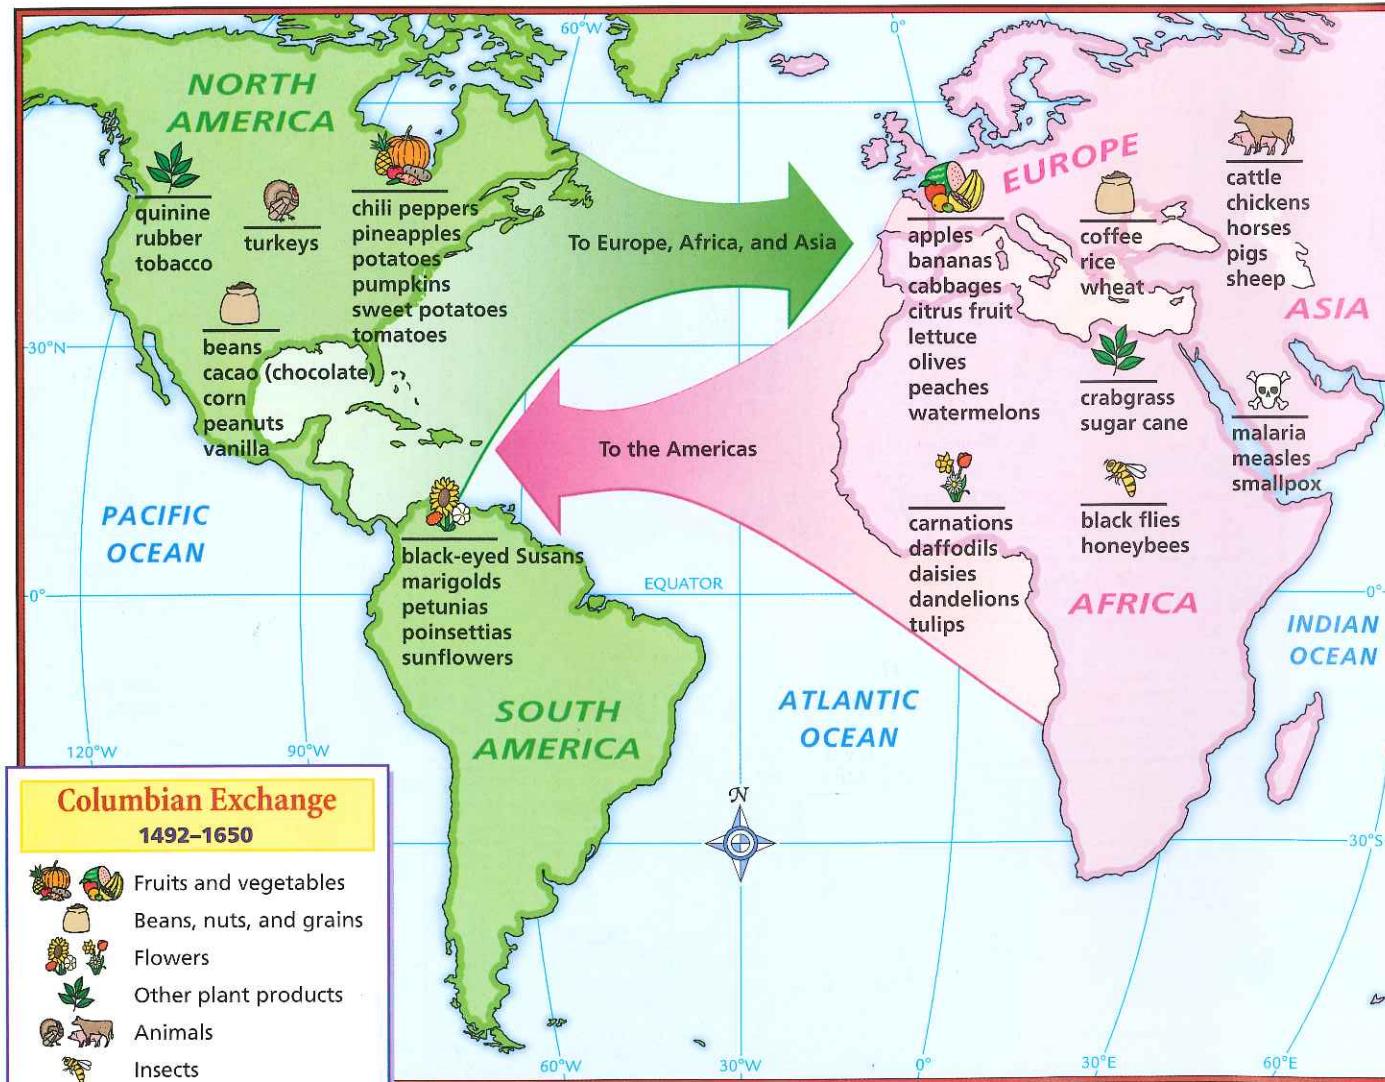 60°W
0°
NORTH
AMERICA
quinine
rubber
tobacco
turkeys
chili peppers
pineapples
potatoes
pumpkins
sweet potatoes
tomatoes
beans
cacao (chocolate)
corn
peanuts
vanilla
To Europe, Africa, and Asia
EUROPE
apples
bananas
cabbages
citrus fruit
lettuce
olives
peaches
watermelons
coffee
rice
wheat
cattle
chickens
horses
pigs
sheep
ASIA
30°N
crabgrass
sugar cane
malaria
measles
smallpox
To the Americas
carnations
daffodils
daisies
dandelions
tulips
black flies
honeybees
PACIFIC
OCEAN
black-eyed Susans
marigolds
petunias
poinsettias
sunflowers
EQUATOR
0°
0°
AFRICA
INDIAN
OCEAN
SOUTH
AMERICA
ATLANTIC
OCEAN
120°W
90°W
N
30°S
Columbian Exchange
1492–1650
Fruits and vegetables
Beans, nuts, and grains
Flowers
Other plant products
Animals
Insects
60°W
30°W
0°
30°E
60°E